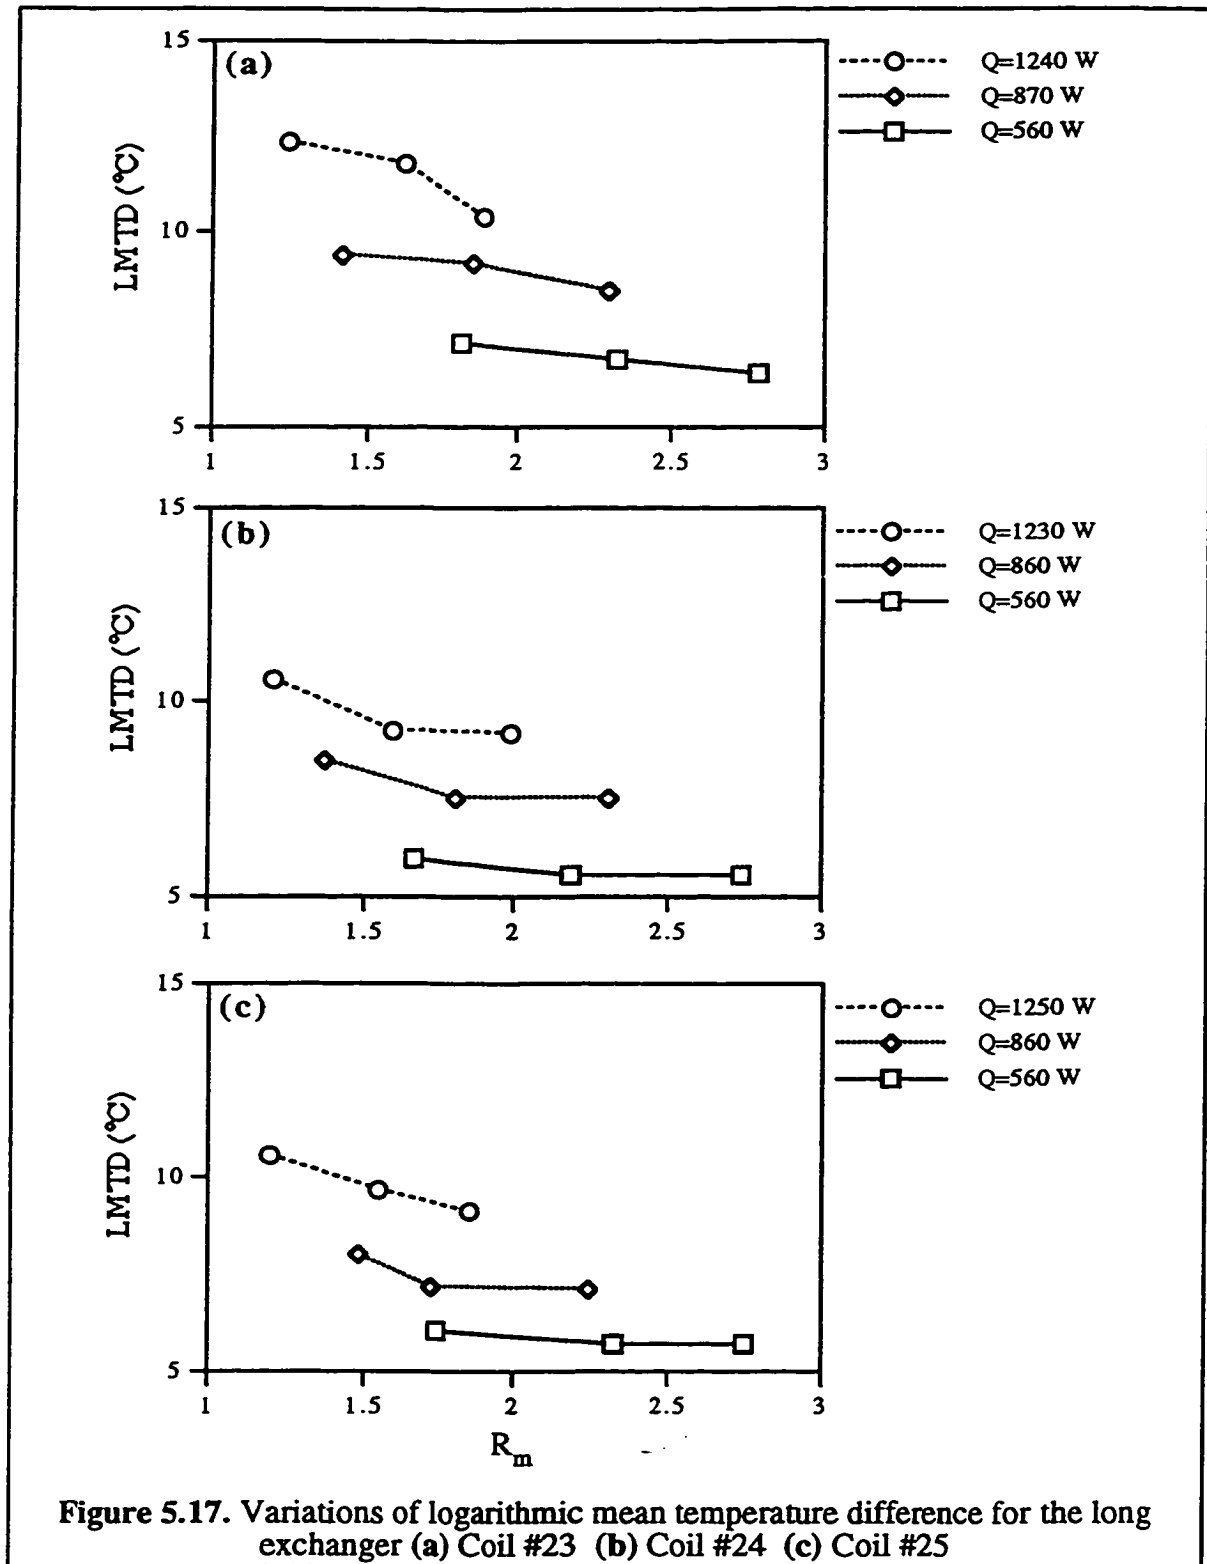 15
(a)
Q=1240 W
Q=870 W
Q=560 W
LMTD (°C)
10
5
1 1.5 2 2.5 3
15
(b)
Q=1230 W
Q=860 W
Q=560 W
LMTD (°C)
10
5
1 1.5 2 2.5 3
15
(c)
Q=1250 W
Q=860 W
Q=560 W
LMTD (°C)
10
5
1 1.5 2 2.5 3
Rm
Figure 5.17. Variations of logarithmic mean temperature difference for the long
exchanger (a) Coil #23 (b) Coil #24 (c) Coil #25